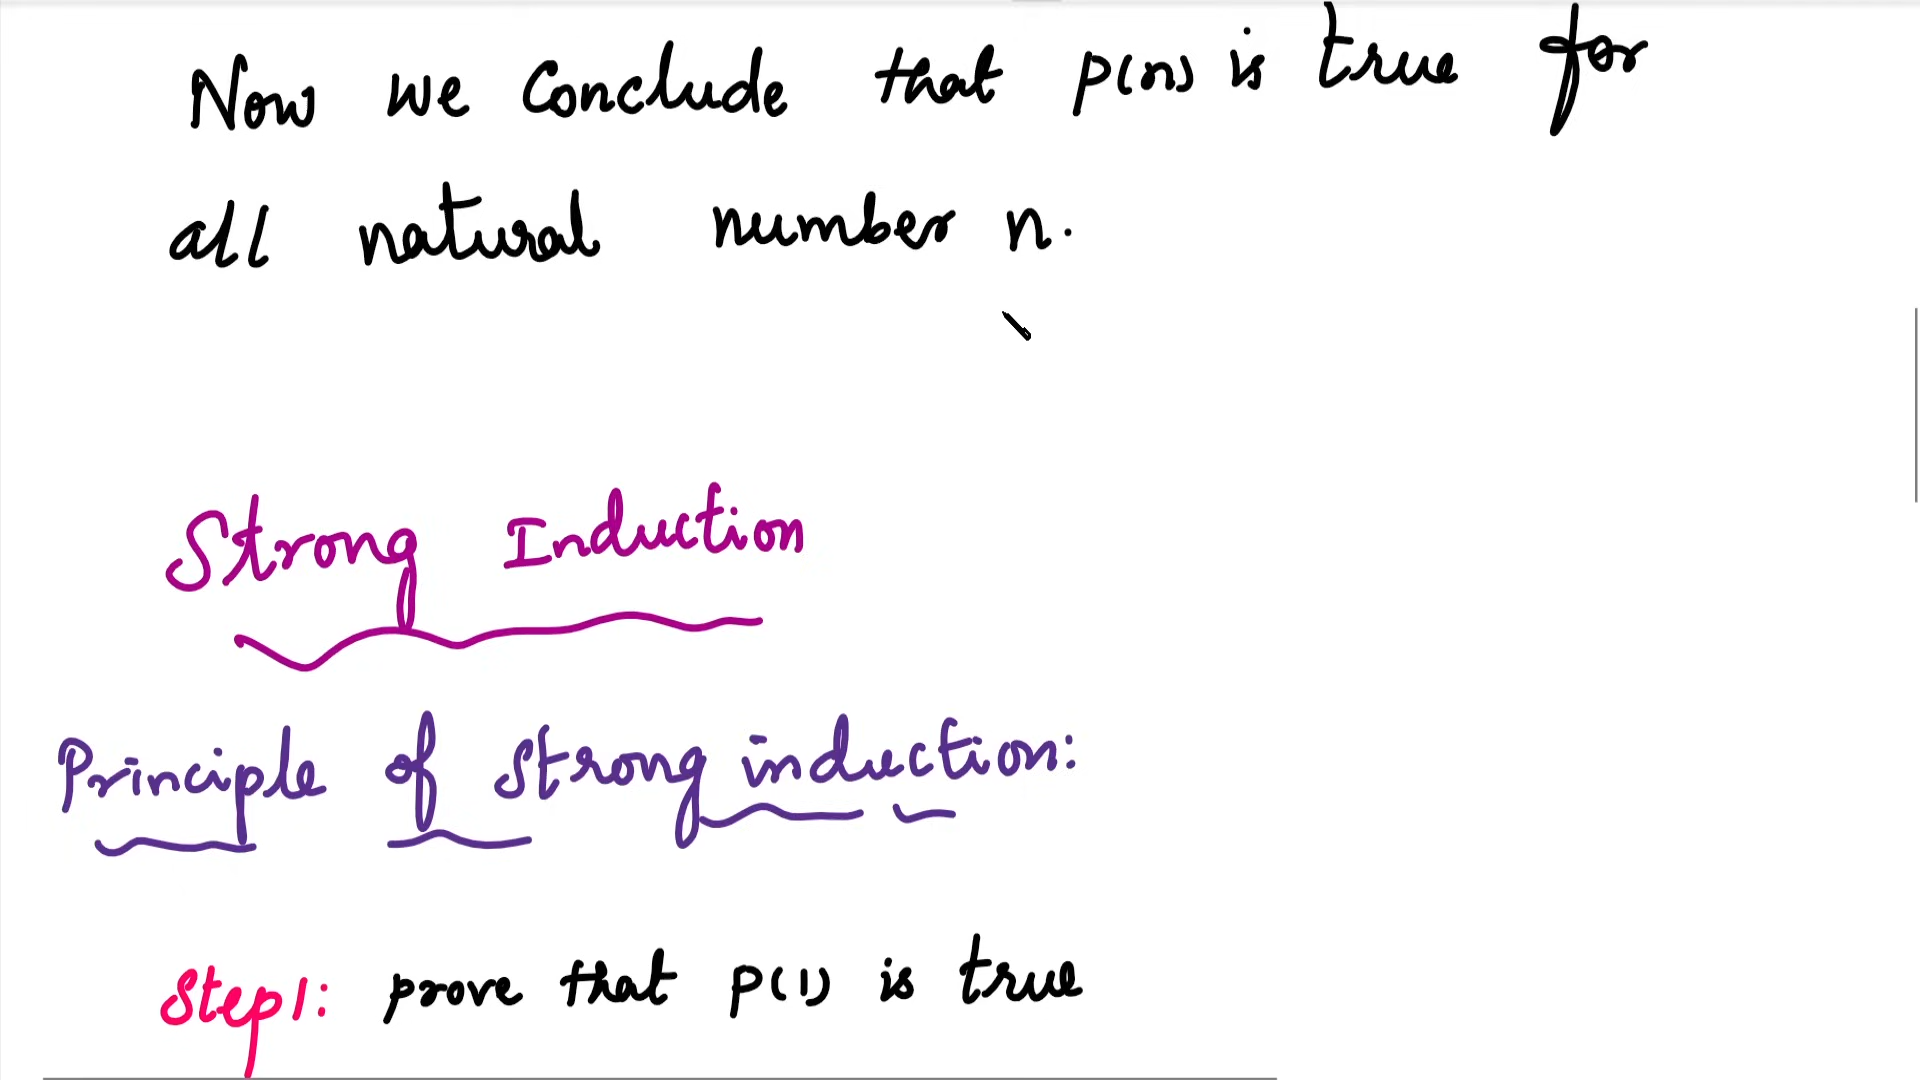 Now we Conclude that p(n) is true for
all natural number n.
Strong Induction
Principle of strong induction:
Step1: prove that p(1) is true